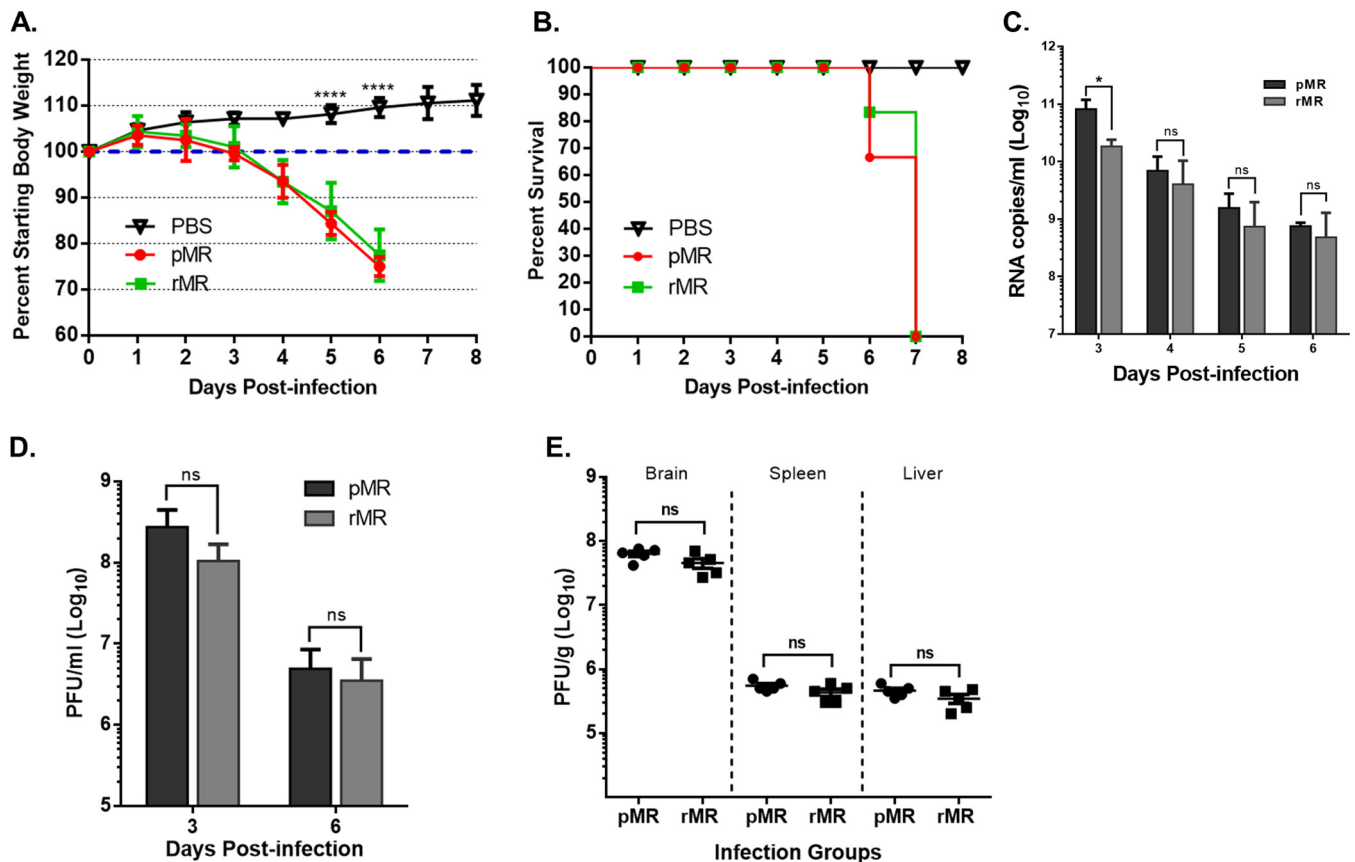 A.
Percent Starting Body Weight
120
110
100
90
80
70
60
**** ****
PBS
pMR
rMR
0 1 2 3 4 5 6 7 8
Days Post-infection
B.
Percent Survival
100
90
80
70
60
50
40
30
20
10
0
PBS
pMR
rMR
0 1 2 3 4 5 6 7 8
Days Post-infection
C.
RNA copies/ml (Log10)
11
10
9
8
7
12
* ns ns ns
pMR
rMR
3 4 5 6
Days Post-infection
D.
PFU/ml (Log10)
9
8
7
6
5
ns ns
pMR
rMR
3 6
Days Post-infection
E.
PFU/g (Log10)
9
8
7
6
5
Brain Spleen Liver
ns ns ns
pMR rMR pMR rMR pMR rMR
Infection Groups